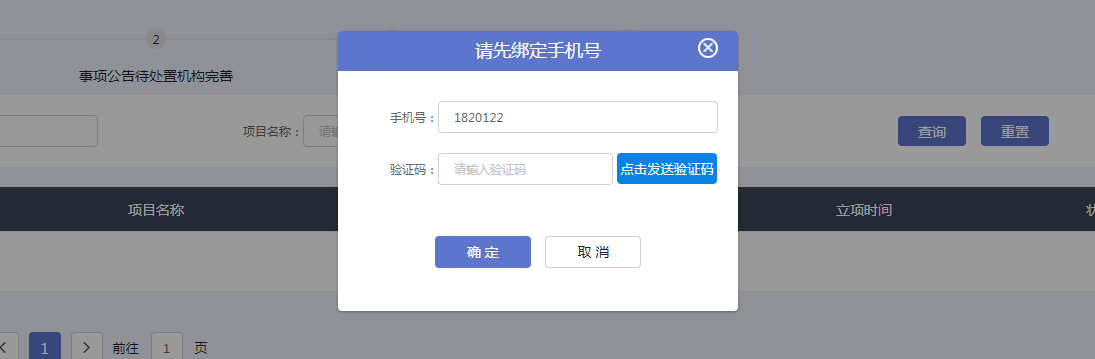 2
请先绑定手机号
事项公告待处置机构完善
手机号：
1820122
项目名称：
请输
查询
重置
验证码：
请输入验证码
点击发送验证码
项目名称
立项时间
确 定
取 消
1
前往
1
页